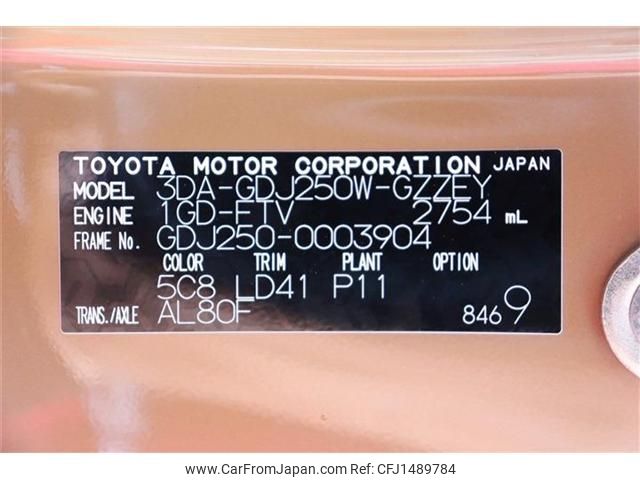 TOYOTA MOTOR CORPORATION JAPAN
MODEL 3DA-GDJ250W-GZZEY
ENGINE 1GD-FTV 2754 mL
FRAME No. GDJ250-0003904
COLOR TRIM PLANT OPTION
5C8 LD41 P11
TRANS./AXLE AL80F 8469
www.CarFromJapan.com CFJ1489784